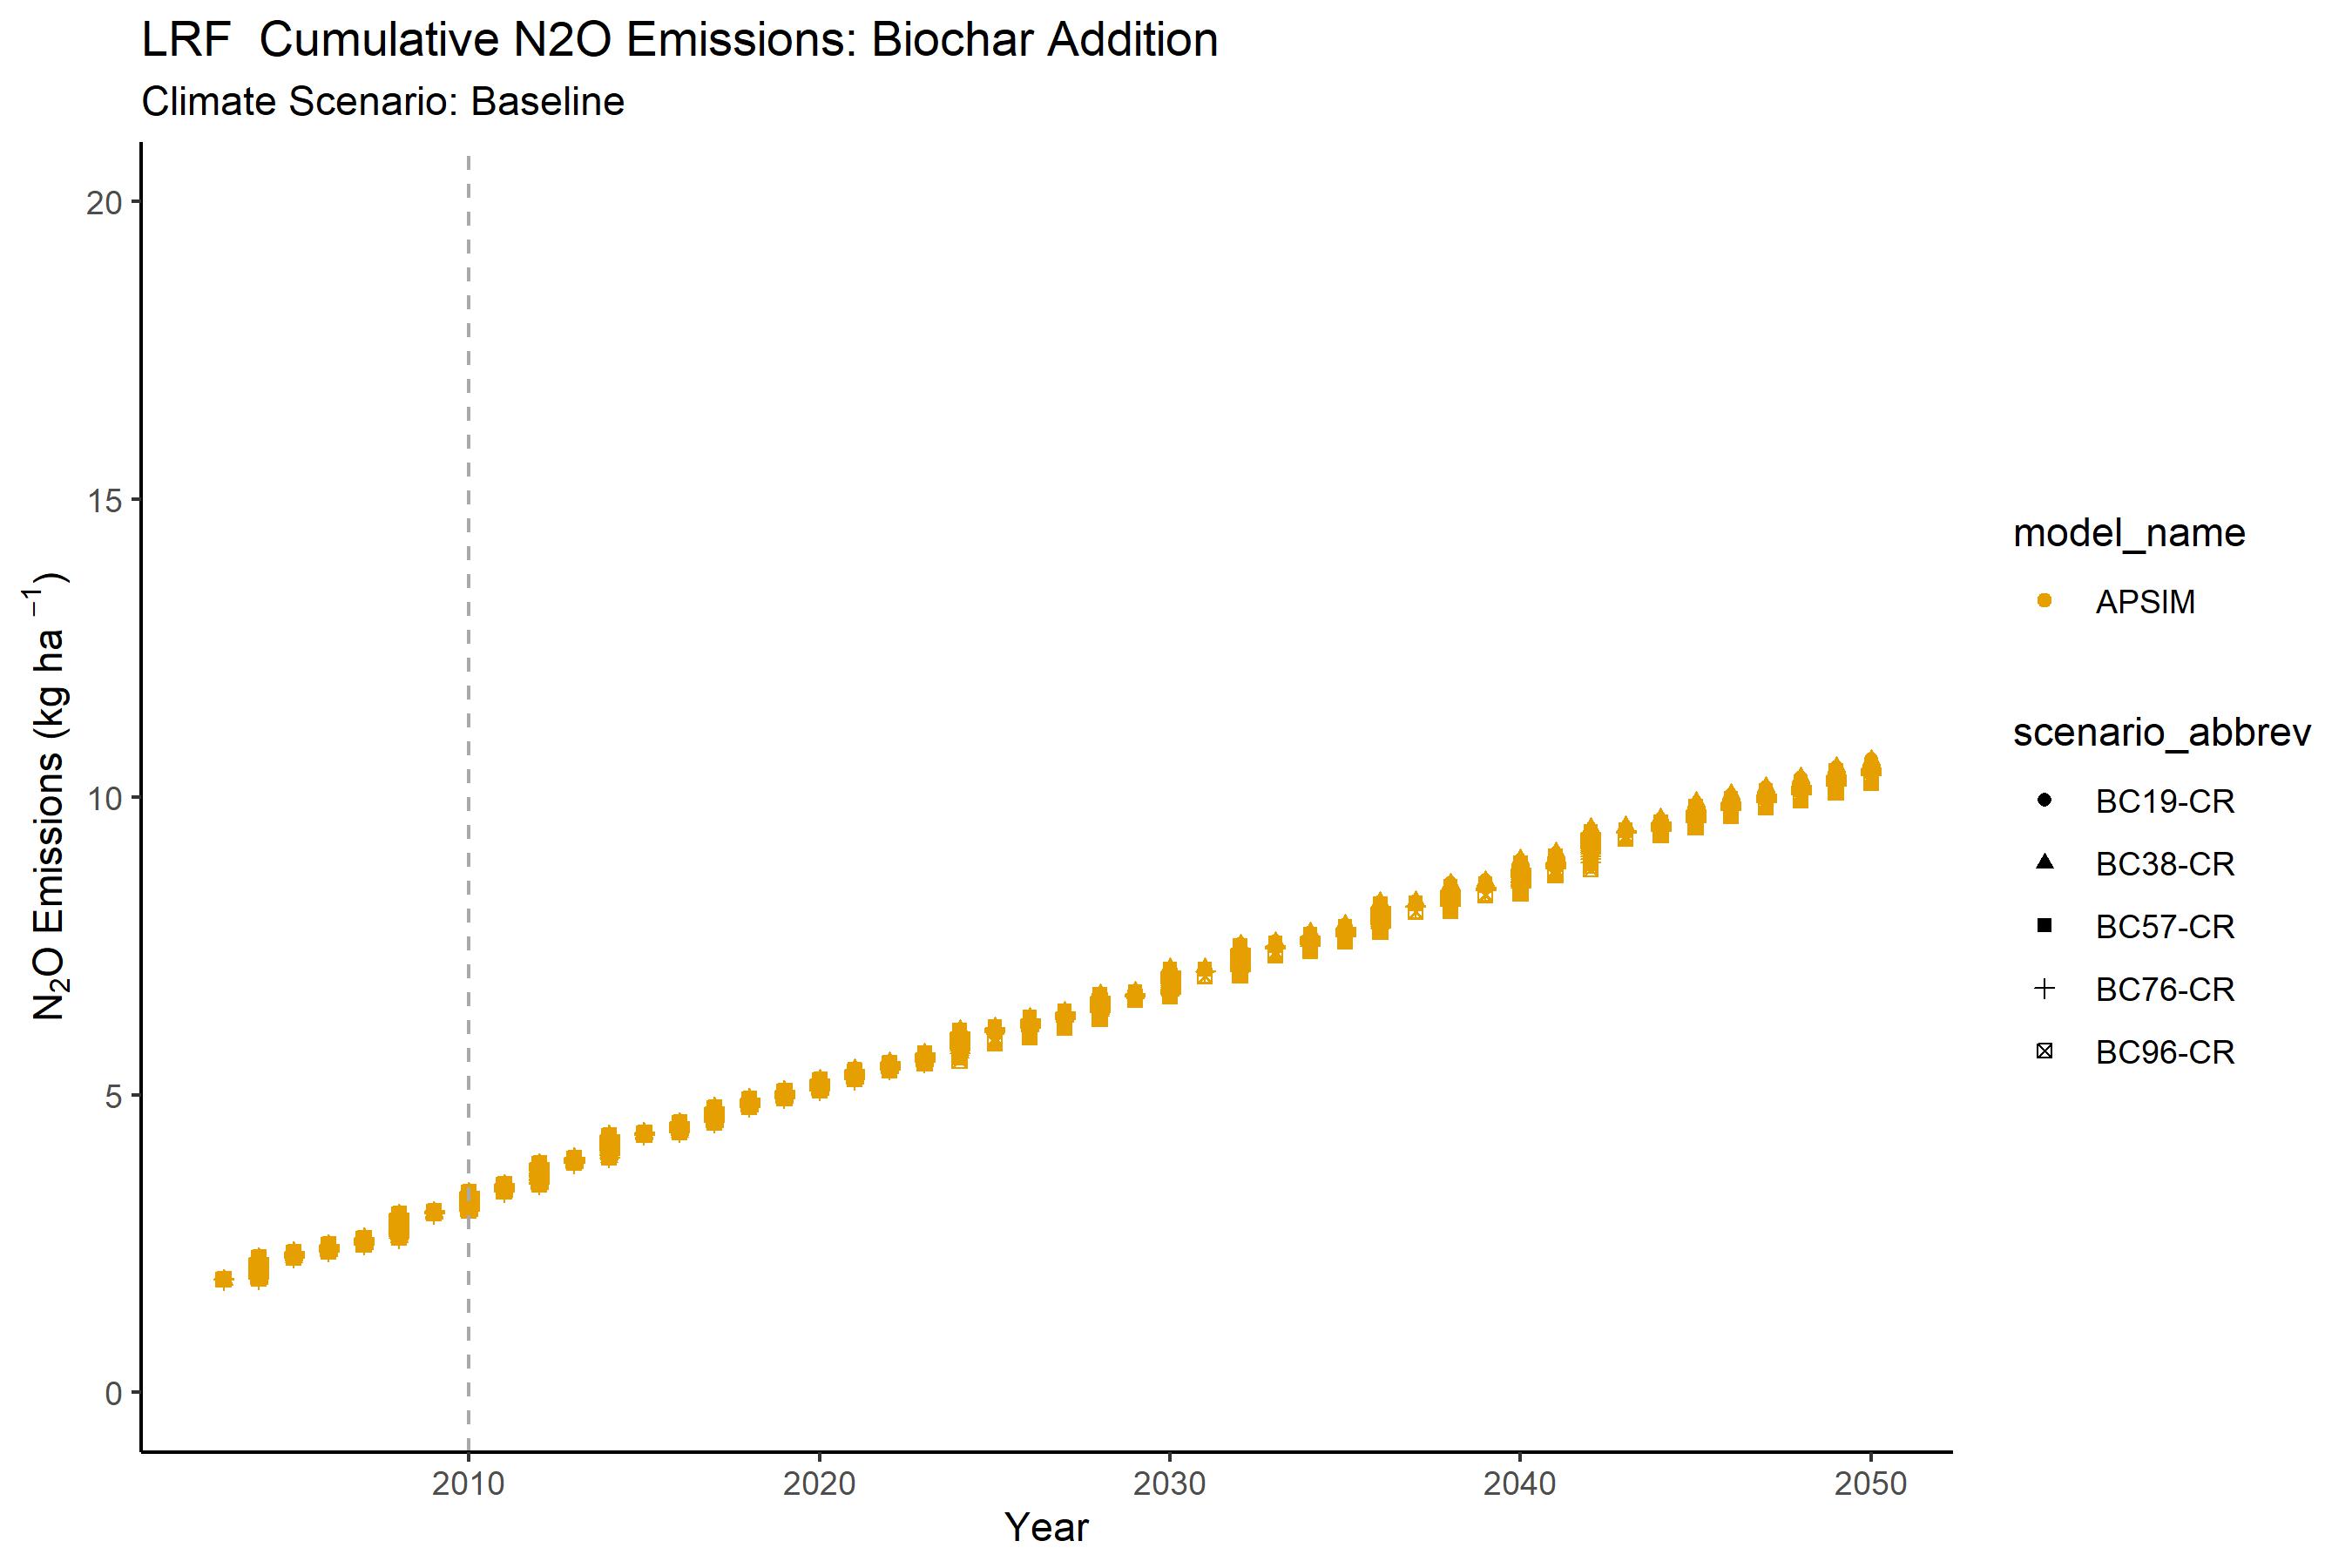 LRF  Cumulative N2O Emissions: Biochar Addition
Climate Scenario: Baseline
N₂O Emissions (kg ha ⁻¹)
20
15
10
5
0
2010
2020
2030
2040
2050
Year
model_name
APSIM
scenario_abbrev
BC19-CR
BC38-CR
BC57-CR
BC76-CR
BC96-CR